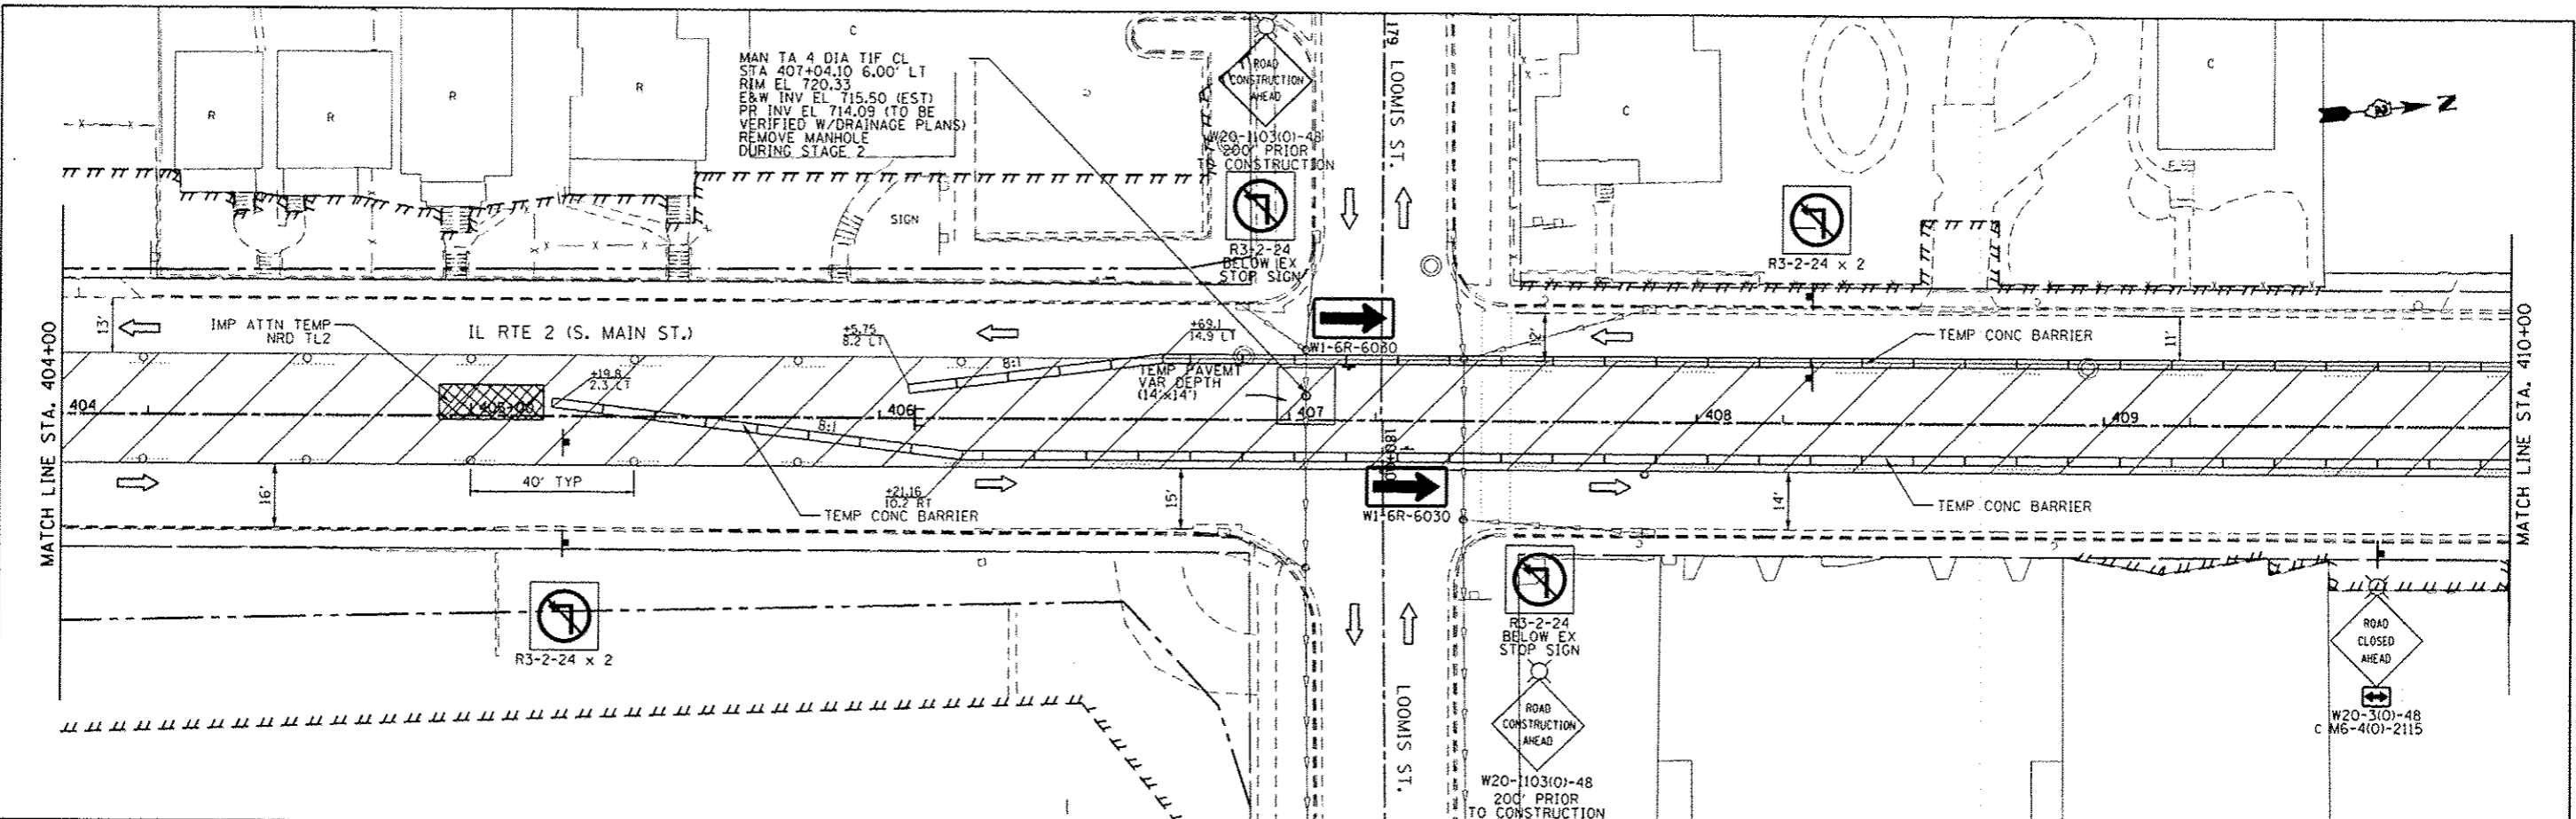 C
MAN TA 4 DIA TIF CL
STA 407+04.10 6.00' LT
RIM EL 720.33
E&W INV EL 715.50 (EST)
PR INV EL 714.09 (TO BE
VERIFIED W/DRAINAGE PLANS)
REMOVE MANHOLE
DURING STAGE 2
R
R
R
R
SIGN
ROAD
CONSTRUCTION
AHEAD
W20-1103(0)-48
200' PRIOR
TO CONSTRUCTION
R3-2-24
BELOW EX
STOP SIGN
179
LOOMIS ST.
C
C
N
R3-2-24 x 2
MATCH LINE STA. 404+00
13'
IMP ATTN TEMP
NRD TL2
IL RTE 2 (S. MAIN ST.)
+5.75
8.2 LT
+69.1
14.9 LT
W1-6R-6030
12'
TEMP CONC BARRIER
11'
MATCH LINE STA. 410+00
+19.8
2.3 LT
8:1
TEMP PAVEMT
VAR DEPTH
(14'x14')
404
405+00
406
407
408
409
8:1
16'
40' TYP
+21.16
10.2 RT
TEMP CONC BARRIER
15'
W1-6R-6030
14'
TEMP CONC BARRIER
R3-2-24 x 2
R3-2-24
BELOW EX
STOP SIGN
LOOMIS ST.
ROAD
CONSTRUCTION
AHEAD
W20-1103(0)-48
200' PRIOR
TO CONSTRUCTION
ROAD
CLOSED
AHEAD
W20-3(0)-48
C M6-4(0)-2115